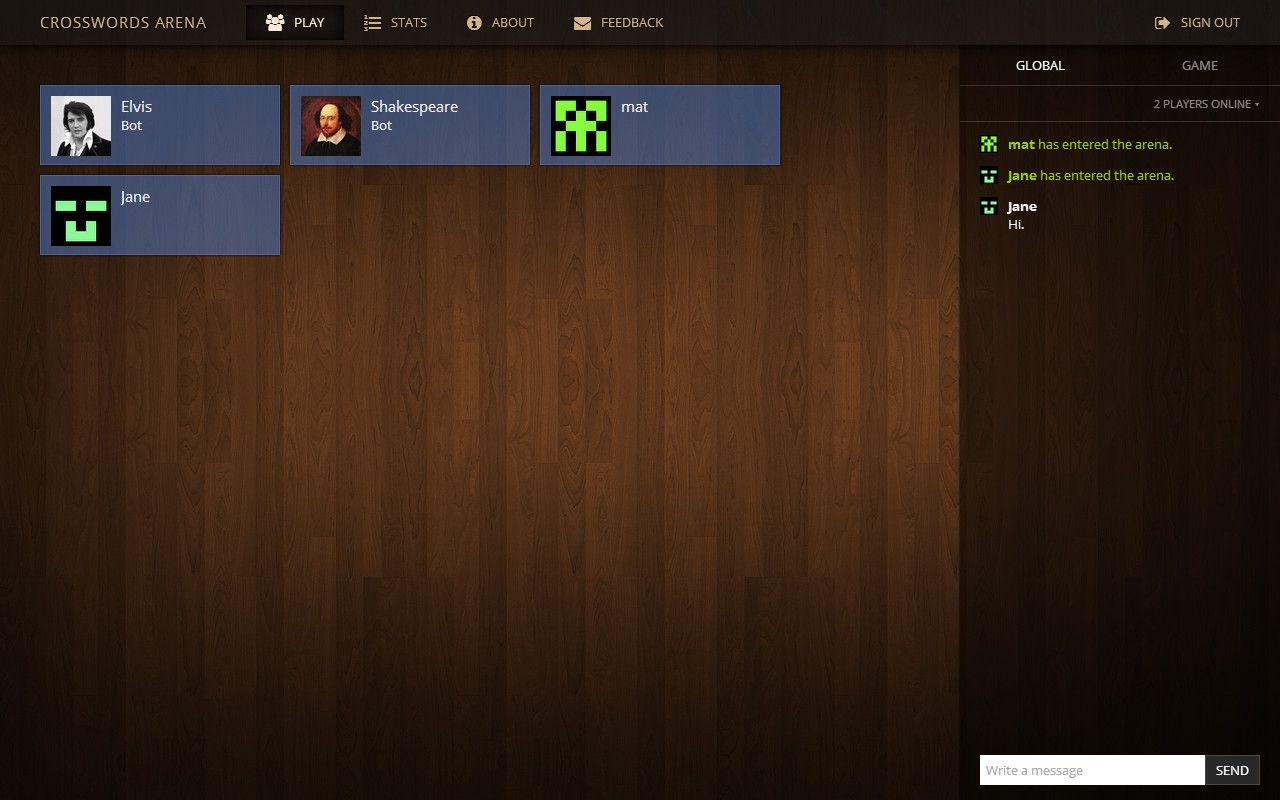 CROSSWORDS ARENA
PLAY
STATS
ABOUT
FEEDBACK
SIGN OUT
Elvis
Bot
Shakespeare
Bot
mat
Jane
GLOBAL
GAME
2 PLAYERS ONLINE
mat has entered the arena.
Jane has entered the arena.
Jane
Hi.
Write a message
SEND